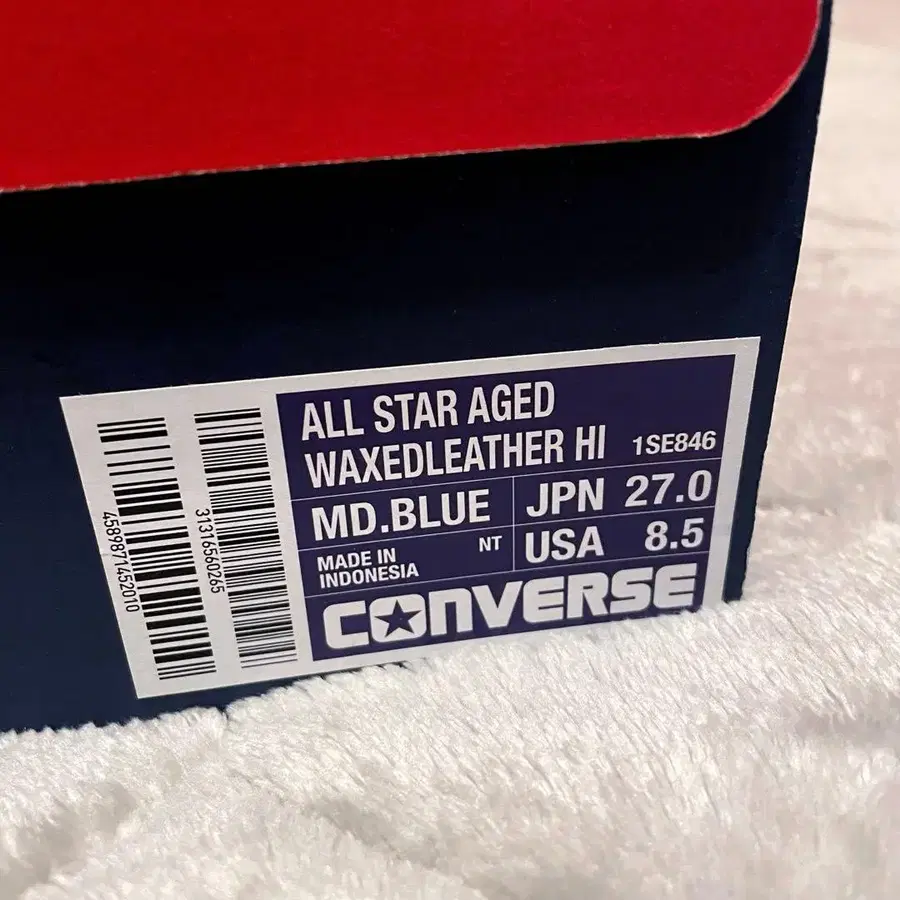 4589871452010
31316560265
ALL STAR AGED
WAXEDLEATHER HI 1SE846
MD.BLUE JPN 27.0
MADE IN INDONESIA NT USA 8.5
CONVERSE